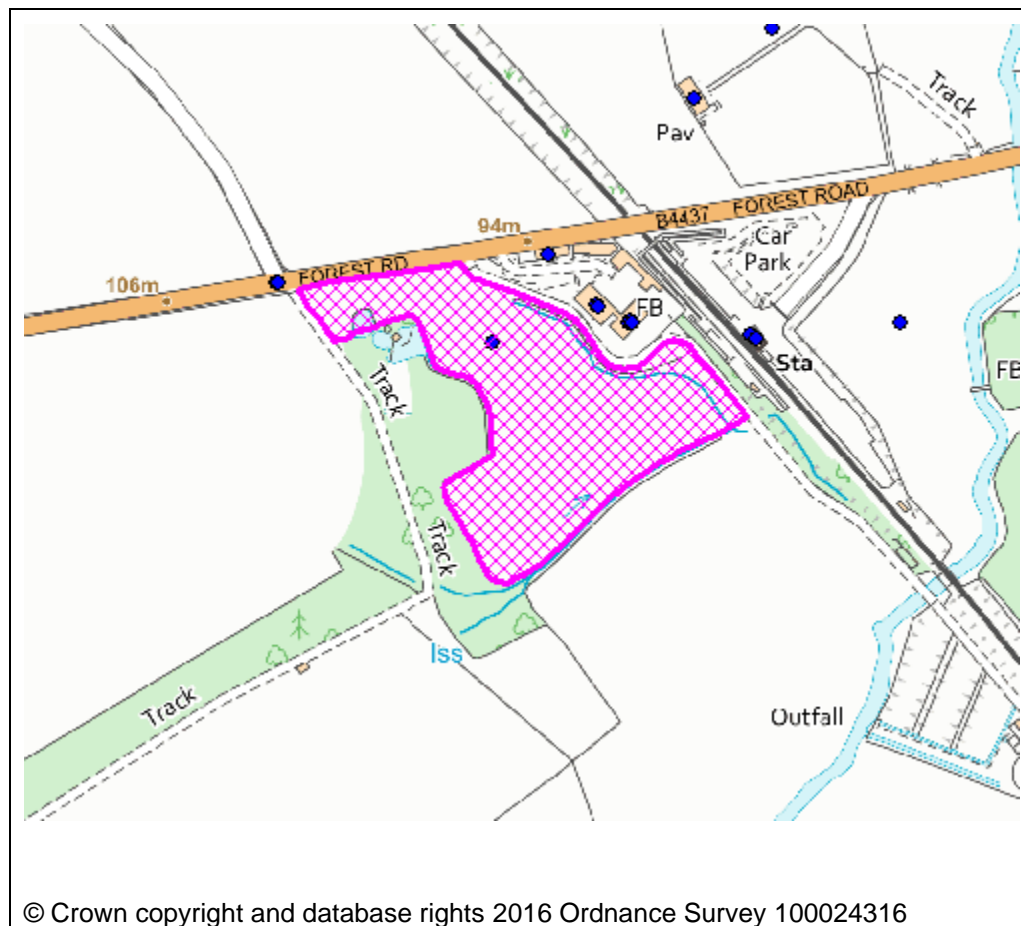 Track
Pav
B4437 FOREST ROAD
94m
Car
Park
FOREST RD
106m
FB
Sta
FB
Track
Track
Iss
Track
Outfall
© Crown copyright and database rights 2016 Ordnance Survey 100024316